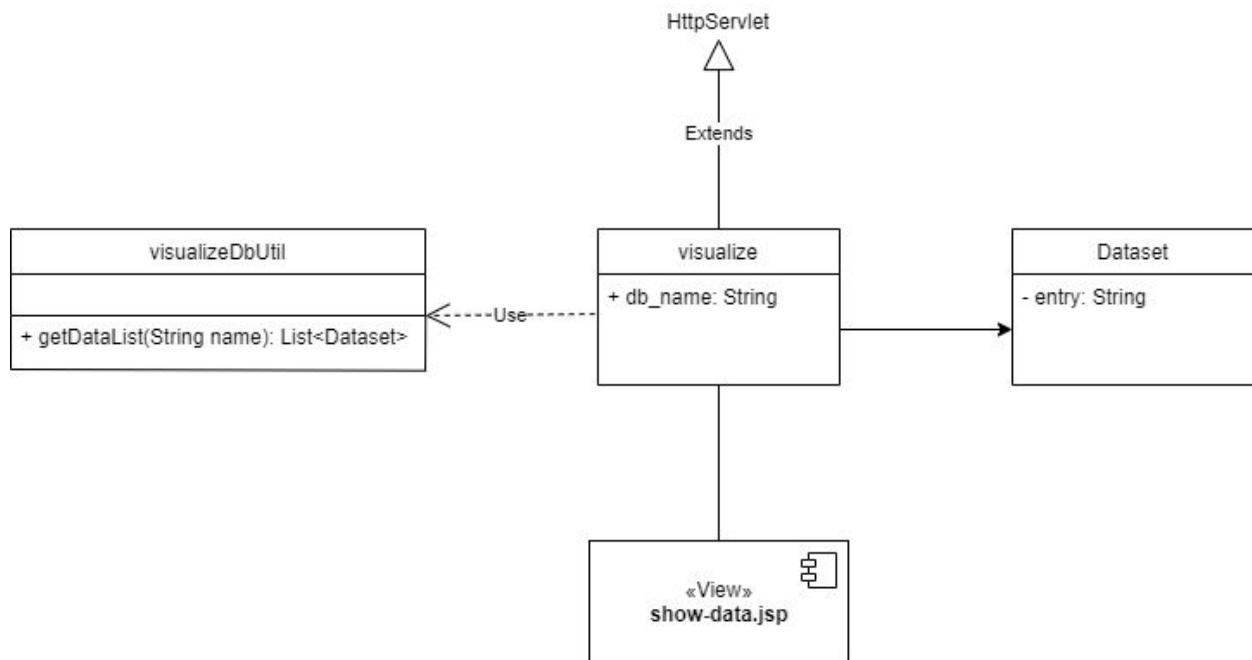 HttpServlet
Extends
visualizeDbUtil
+ getDataList(String name): List<Dataset>
Use
visualize
+ db_name: String
Dataset
- entry: String
«View»
show-data.jsp